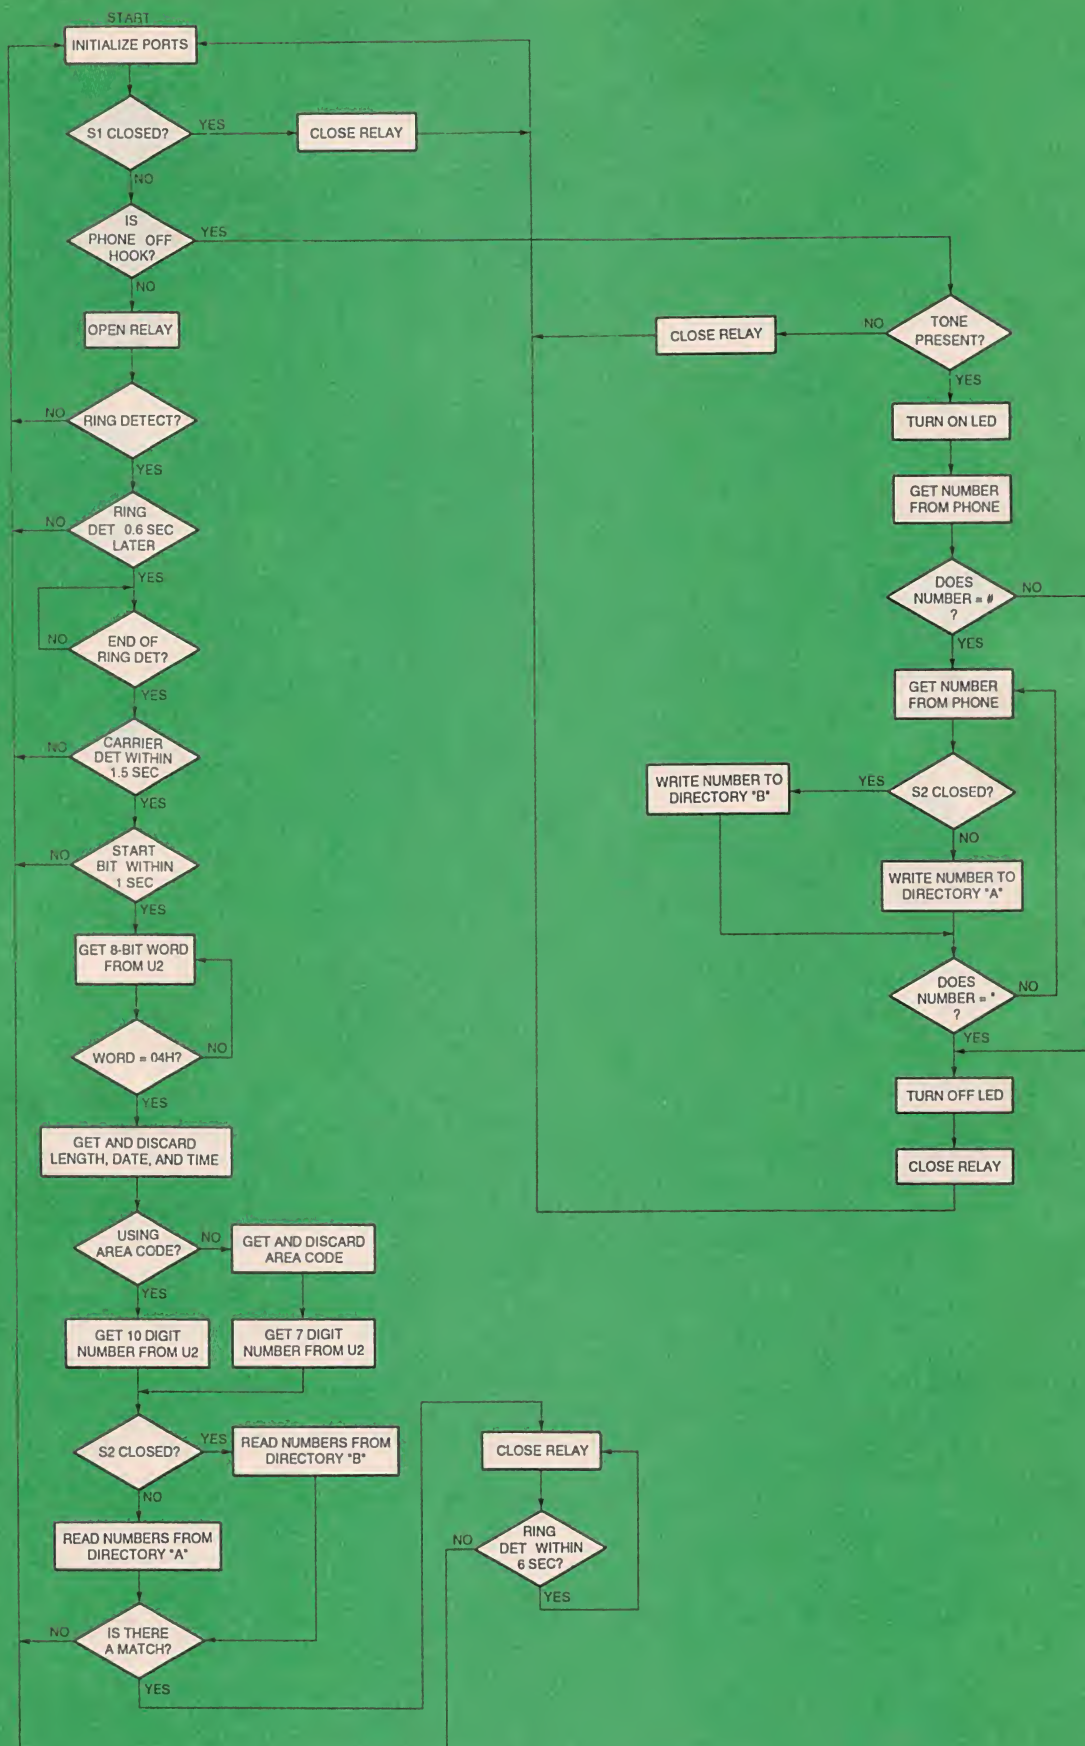 START
INITIALIZE PORTS
S1 CLOSED?
YES
CLOSE RELAY
NO
IS
PHONE OFF
HOOK?
YES
NO
OPEN RELAY
RING DETECT?
NO
YES
RING
DET 0.6 SEC
LATER
NO
YES
END OF
RING DET?
NO
YES
CARRIER
DET WITHIN
1.5 SEC
NO
YES
START
BIT WITHIN
1 SEC
NO
YES
GET 8-BIT WORD
FROM U2
WORD = 04H?
NO
YES
GET AND DISCARD
LENGTH, DATE, AND TIME
USING
AREA CODE?
NO
GET AND DISCARD
AREA CODE
YES
GET 10 DIGIT
NUMBER FROM U2
GET 7 DIGIT
NUMBER FROM U2
S2 CLOSED?
YES
READ NUMBERS FROM
DIRECTORY "B"
NO
READ NUMBERS FROM
DIRECTORY "A"
IS THERE
A MATCH?
NO
YES
CLOSE RELAY
RING
DET WITHIN
6 SEC?
NO
YES
TONE
PRESENT?
NO
CLOSE RELAY
YES
TURN ON LED
GET NUMBER
FROM PHONE
DOES
NUMBER = #
?
NO
YES
GET NUMBER
FROM PHONE
S2 CLOSED?
YES
WRITE NUMBER TO
DIRECTORY "B"
NO
WRITE NUMBER TO
DIRECTORY "A"
DOES
NUMBER = *
?
NO
YES
TURN OFF LED
CLOSE RELAY